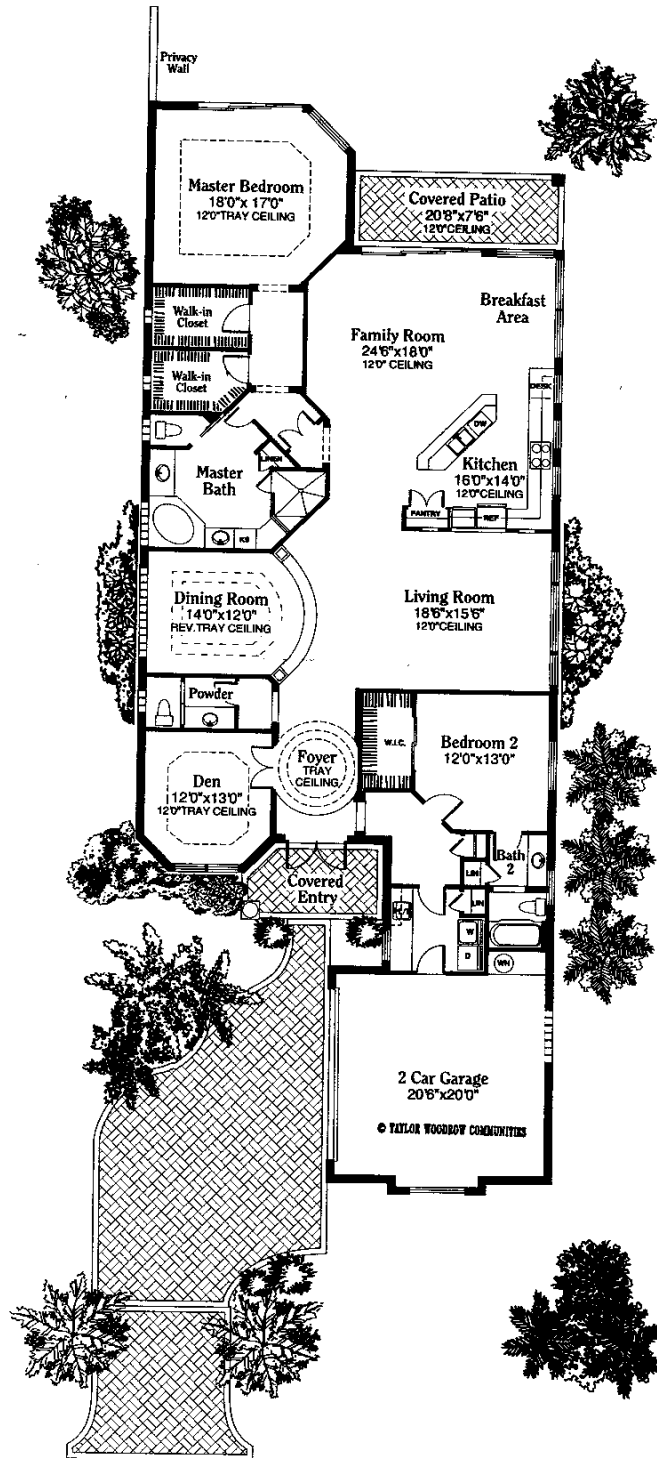 Privacy
Wall
Master Bedroom
18'0"x 17'0"
12'0"TRAY CEILING
Covered Patio
20'8"x7'6"
12'0"CEILING
Walk-in
Closet
Breakfast
Area
Family Room
24'6"x18'0"
12'0" CEILING
Walk-in
Closet
DESK
DW
LINEN
Master
Bath
Kitchen
16'0"x14'0"
12'0"CEILING
PANTRY
REF
KS
Dining Room
14'0"x12'0"
REV.TRAY CEILING
Living Room
18'6"x15'6"
12'0"CEILING
Powder
W.I.C.
Bedroom 2
12'0"x13'0"
Foyer
TRAY
CEILING
Den
12'0"x13'0"
12'0"TRAY CEILING
Bath
2
LIN
LIN
Covered
Entry
W
D
WH
2 Car Garage
20'6"x20'0"
© TAYLOR WOODROW COMMUNITIES